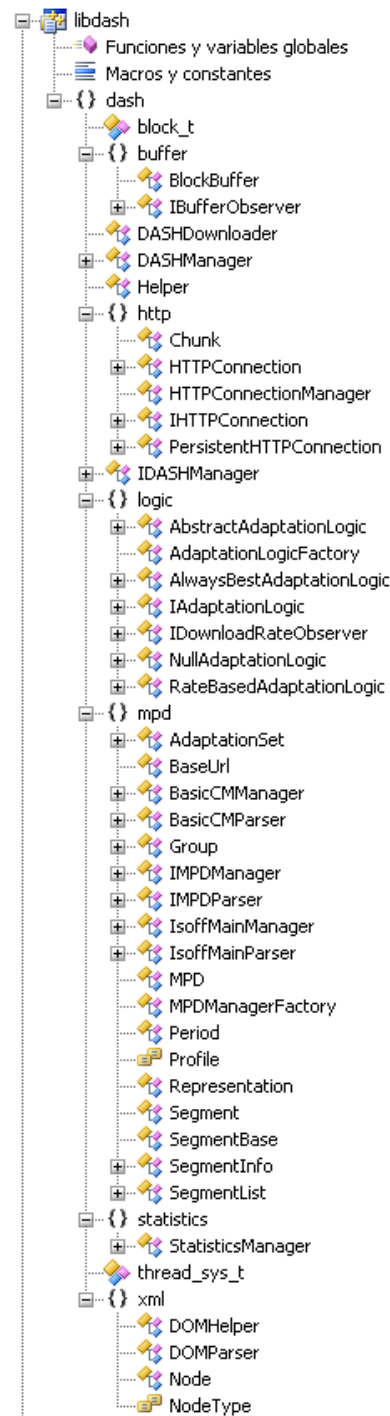 libdash
Funciones y variables globales
Macros y constantes
{} dash
block_t
{} buffer
BlockBuffer
IBufferObserver
DASHDownloader
DASHManager
Helper
{} http
Chunk
HTTPConnection
HTTPConnectionManager
IHTTPConnection
PersistentHTTPConnection
IDASHManager
{} logic
AbstractAdaptationLogic
AdaptationLogicFactory
AlwaysBestAdaptationLogic
IAdaptationLogic
IDownloadRateObserver
NullAdaptationLogic
RateBasedAdaptationLogic
{} mpd
AdaptationSet
BaseUrl
BasicCMManager
BasicCMParser
Group
IMPDManager
IMPDParser
IsoffMainManager
IsoffMainParser
MPD
MPDManagerFactory
Period
Profile
Representation
Segment
SegmentBase
SegmentInfo
SegmentList
{} statistics
StatisticsManager
thread_sys_t
{} xml
DOMHelper
DOMParser
Node
NodeType